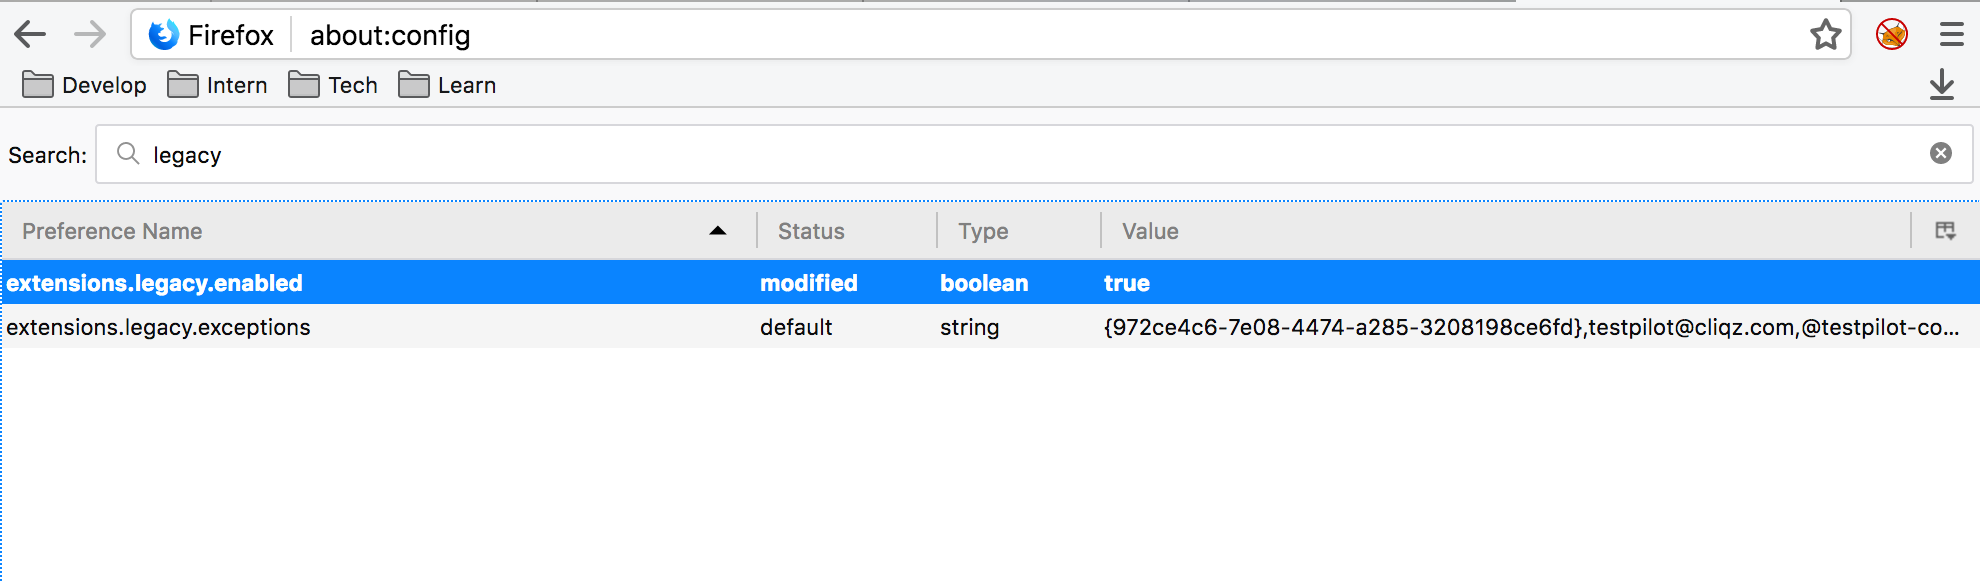 Firefox about:config
Develop Intern Tech Learn
Search: legacy
Preference Name Status Type Value
extensions.legacy.enabled modified boolean true
extensions.legacy.exceptions default string {972ce4c6-7e08-4474-a285-3208198ce6fd},testpilot@cliqz.com,@testpilot-co...